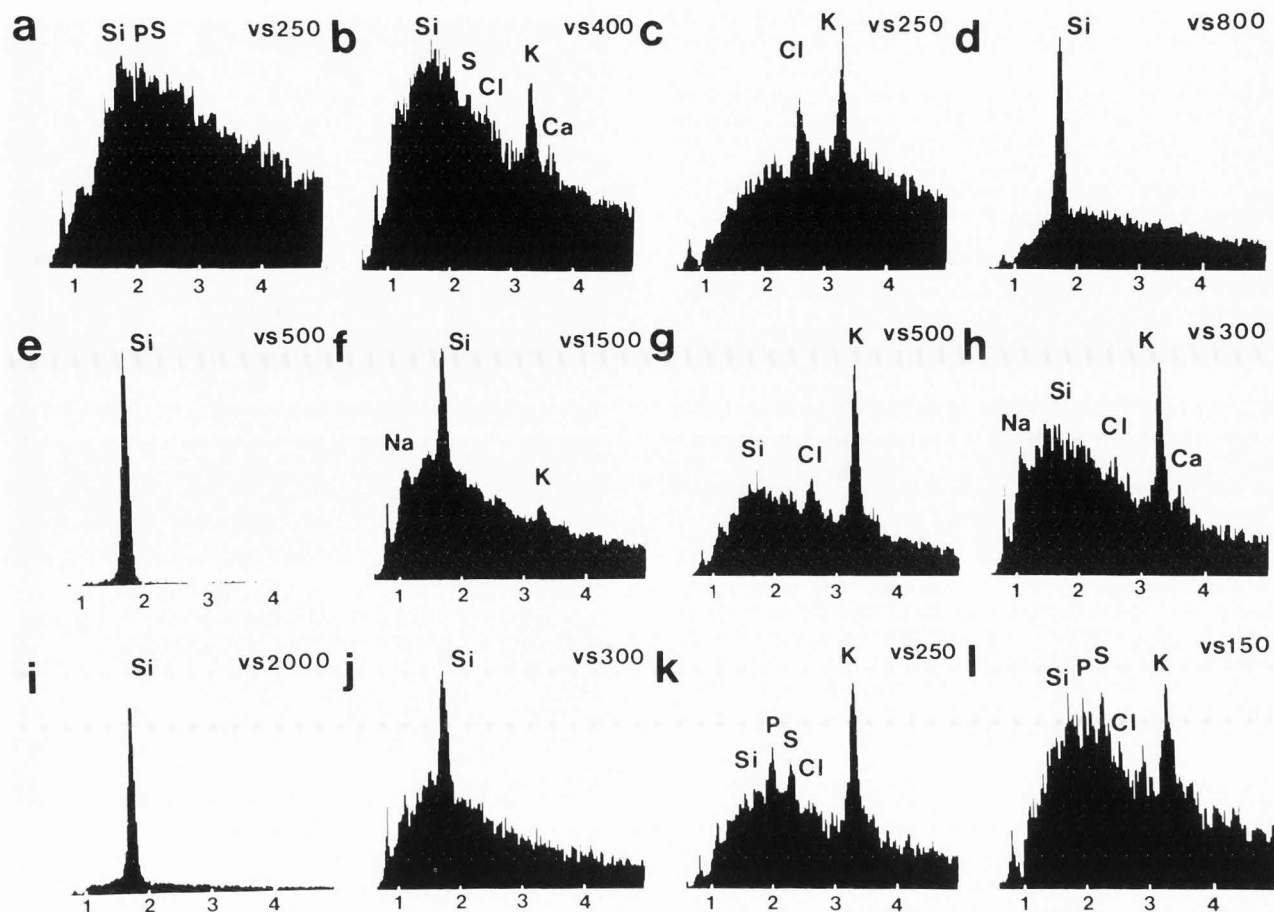 a Si P S vs250
b Si S Cl K Ca vs400
c Cl K vs250
d Si vs800
1 2 3 4
1 2 3 4
1 2 3 4
1 2 3 4
e Si vs500
f Na Si K vs1500
g Si Cl K vs500
h Na Si Cl K Ca vs300
1 2 3 4
1 2 3 4
1 2 3 4
1 2 3 4
i Si vs2000
j Si vs300
k Si P S Cl K vs250
l Si P S Cl K vs150
1 2 3 4
1 2 3 4
1 2 3 4
1 2 3 4